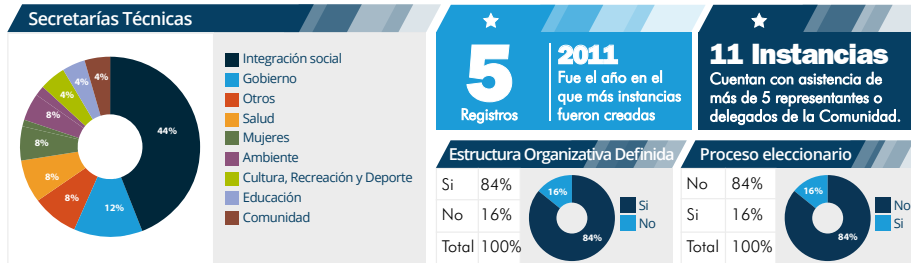 Secretarías Técnicas
44%
12%
8%
8%
8%
8%
4%
4%
4%
Integración social
Gobierno
Otros
Salud
Mujeres
Ambiente
Cultura, Recreación y Deporte
Educación
Comunidad
5
Registros
2011
Fue el año en el
que más instancias
fueron creadas
11 Instancias
Cuentan con asistencia de
más de 5 representantes o
delegados de la Comunidad.
Estructura Organizativa Definida
Si 84%
No 16%
Total 100%
16%
84%
Si
No
Proceso eleccionario
No 84%
Si 16%
Total 100%
16%
84%
No
Si